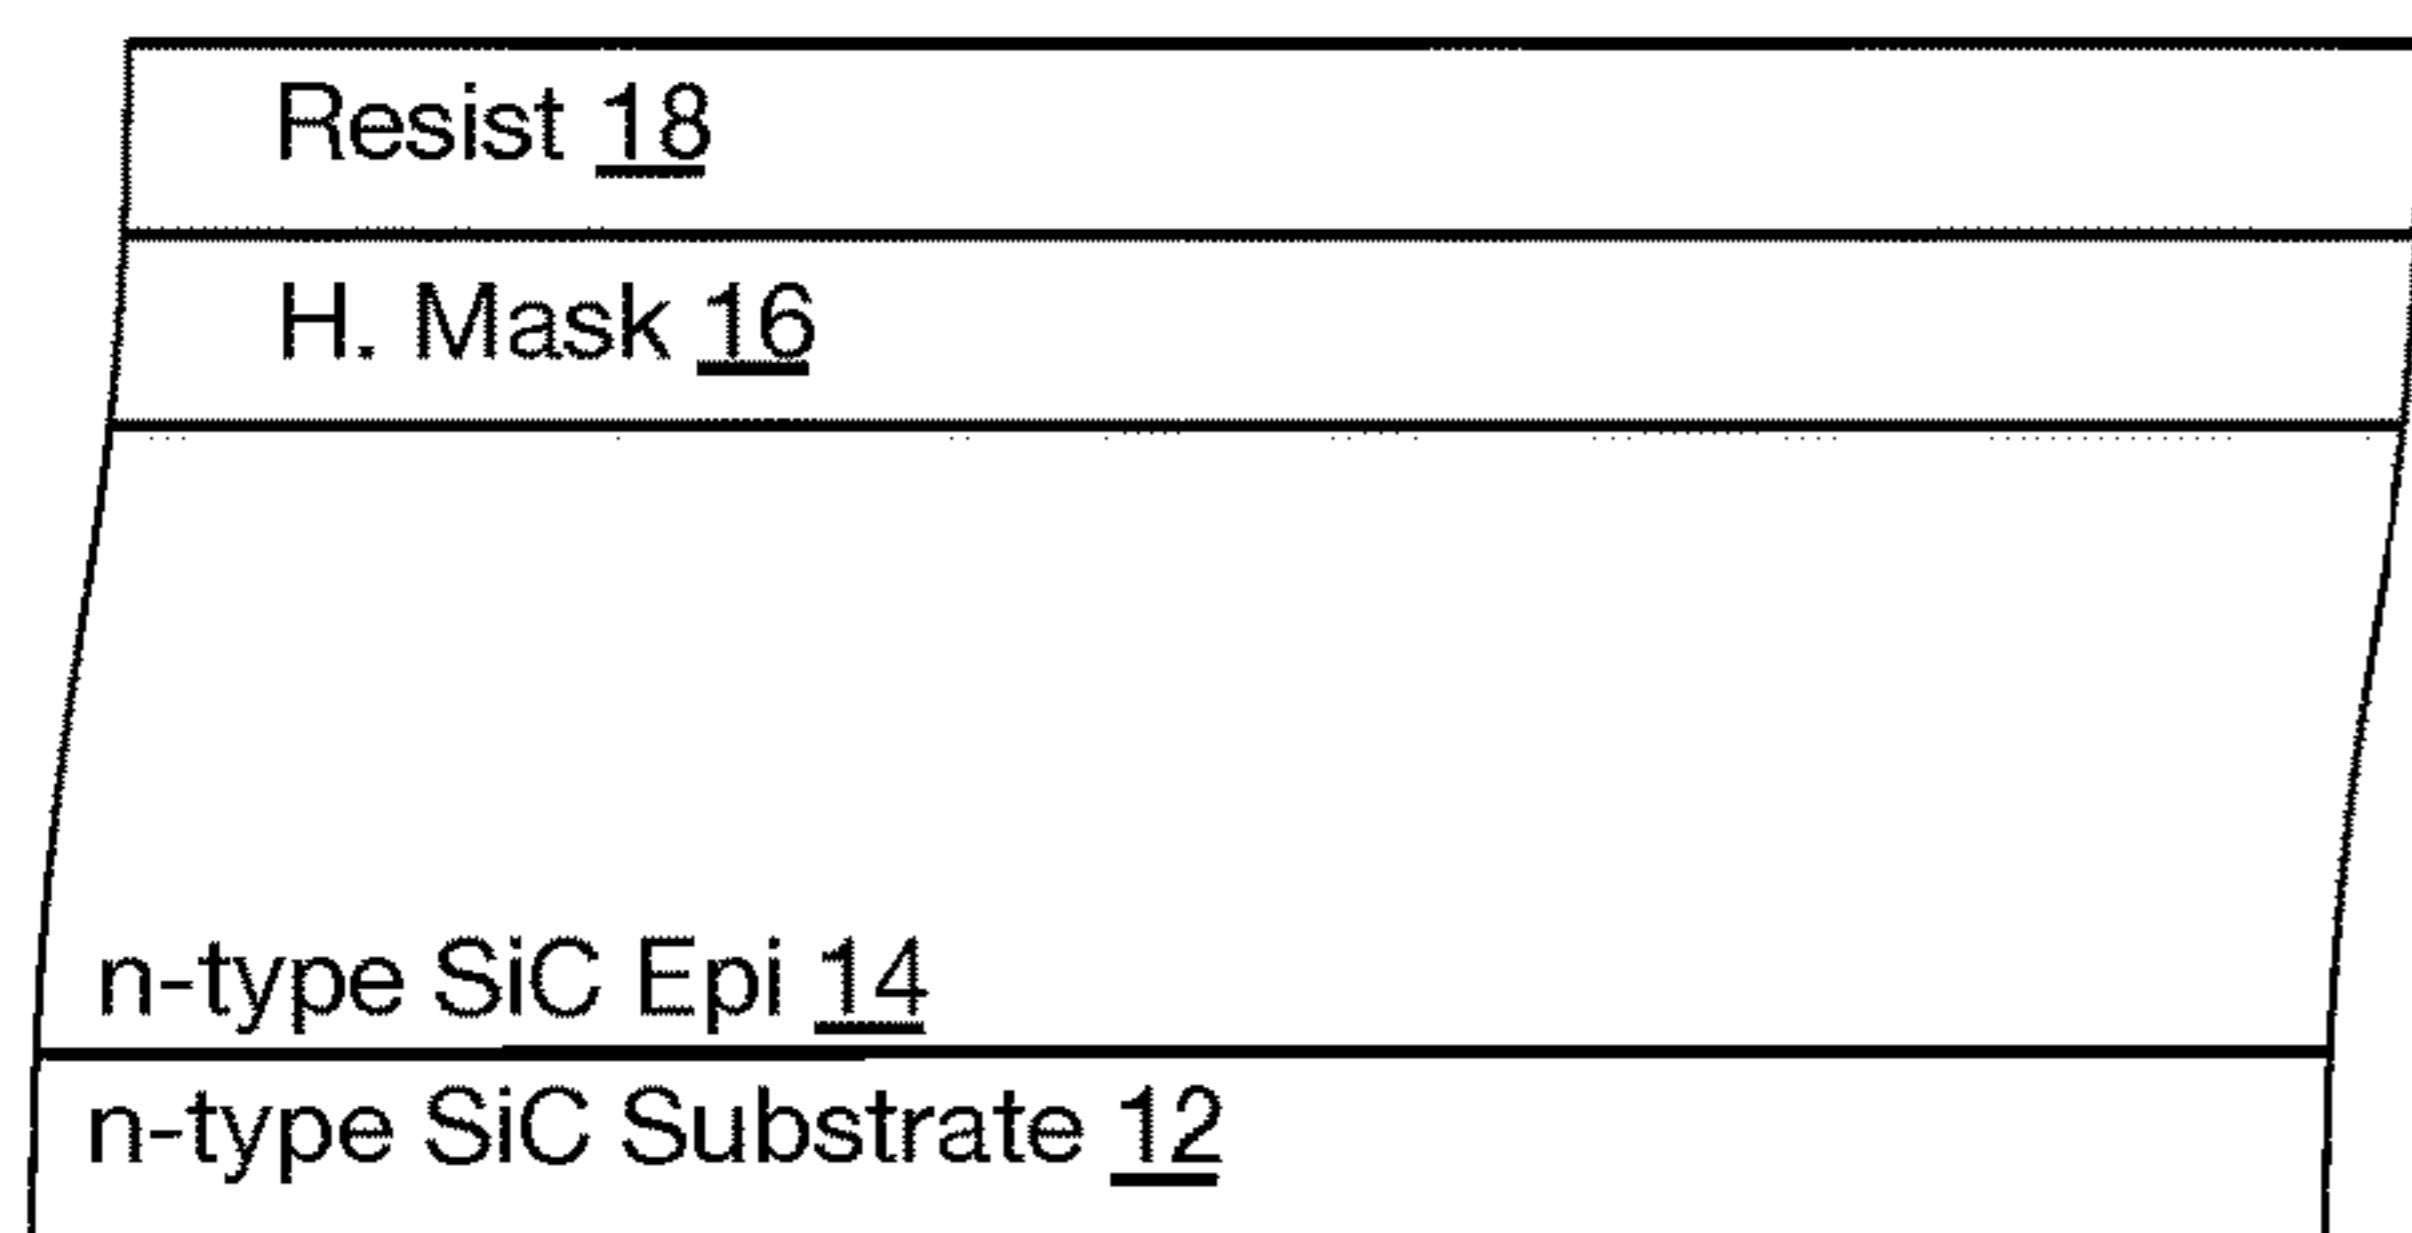 Resist 18
H. Mask 16
n-type SiC Epi 14
n-type SiC Substrate 12